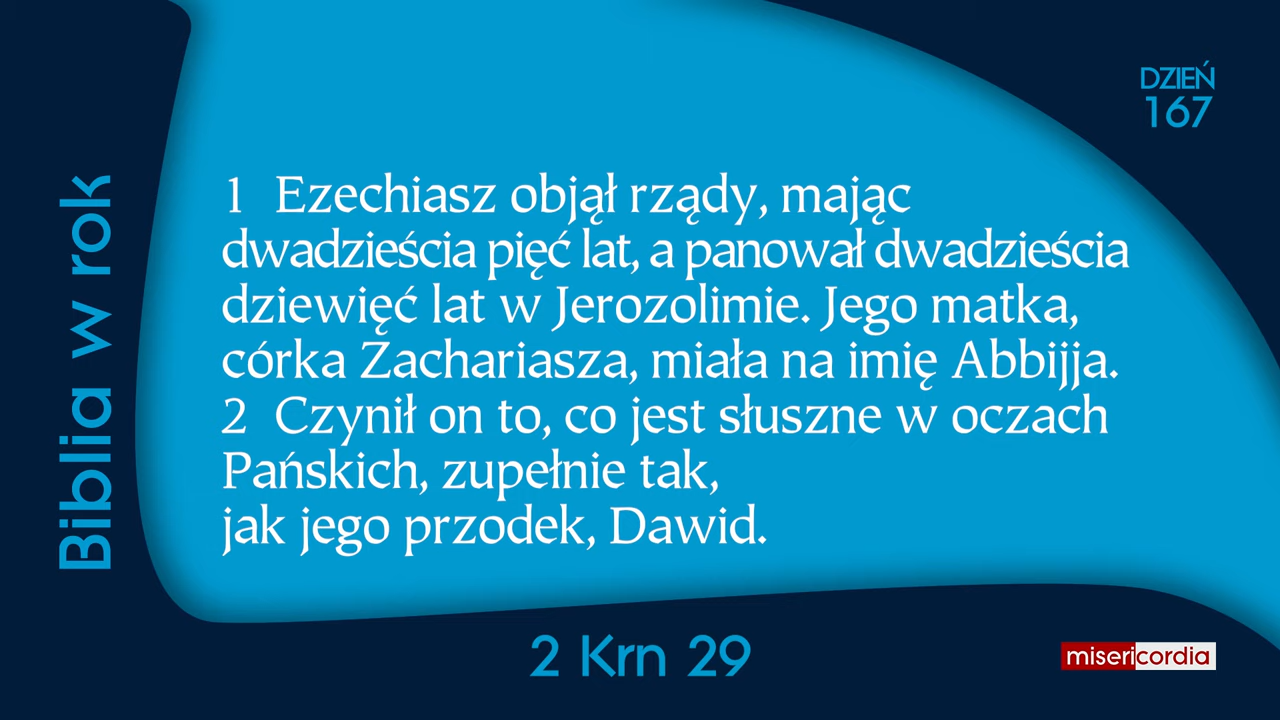 DZIEŃ
167
Biblia w rok
1 Ezechiasz objął rządy, mając
dwadzieścia pięć lat, a panował dwadzieścia
dziewięć lat w Jerozolimie. Jego matka,
córka Zachariasza, miała na imię Abbijja.
2 Czynił on to, co jest słuszne w oczach
Pańskich, zupełnie tak,
jak jego przodek, Dawid.
2 Krn 29
misericordia